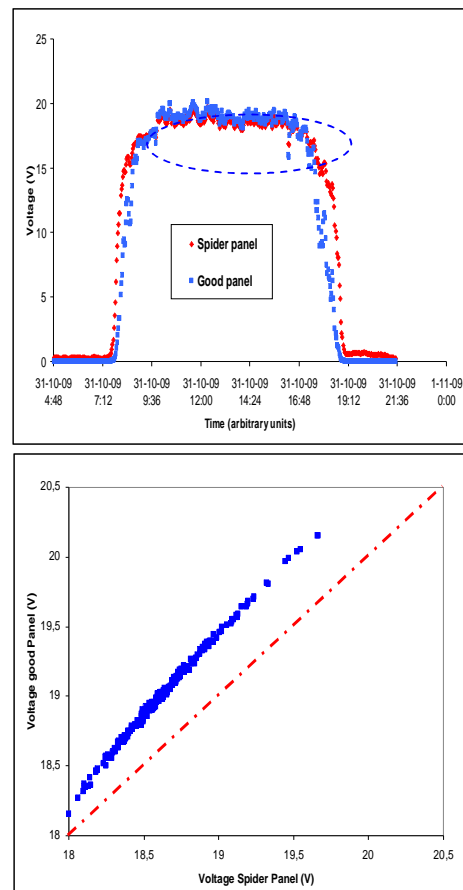 25
20
15
10
5
0
Voltage (V)
Spider panel
Good panel
31-10-09 31-10-09 31-10-09 31-10-09 31-10-09 31-10-09 31-10-09 31-10-09 1-11-09
4:48 7:12 9:36 12:00 14:24 16:48 19:12 21:36 0:00
Time (arbitrary units)
20,5
20
19,5
19
18,5
18
Voltage good Panel (V)
18 18,5 19 19,5 20 20,5
Voltage Spider Panel (V)